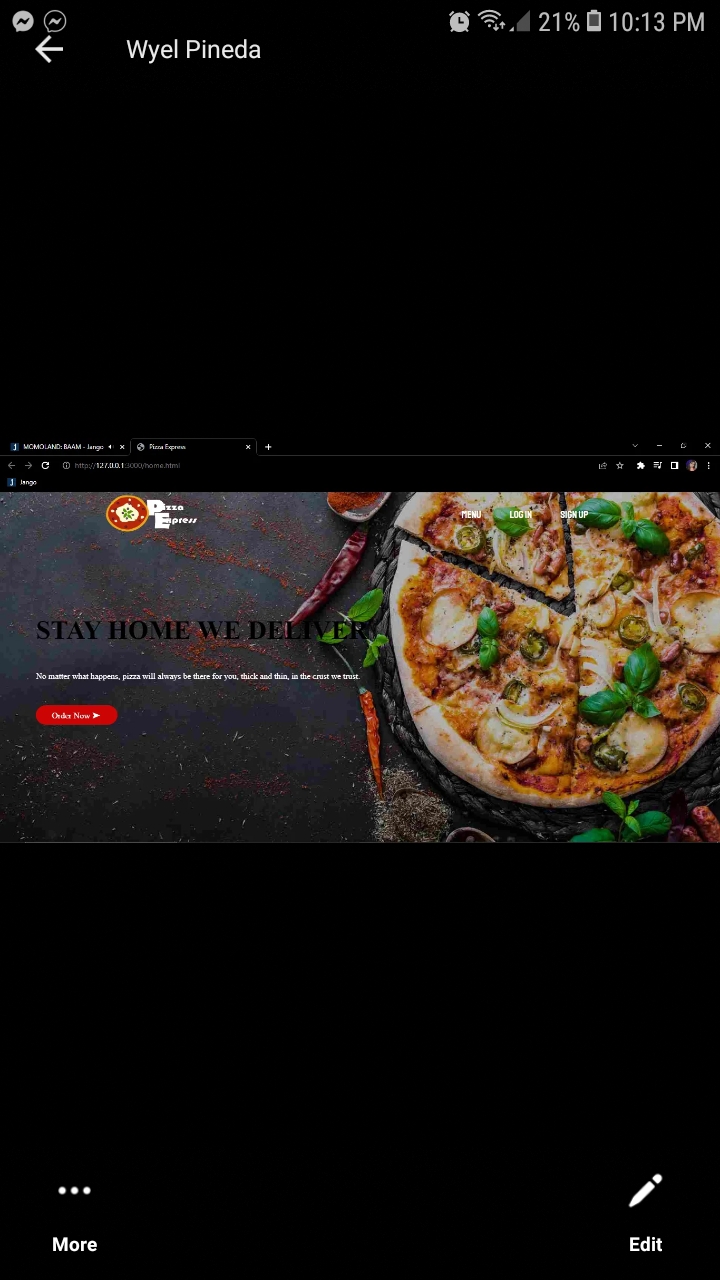 21% 10:13 PM
Wyel Pineda
J MOMOLAND: BAAM - Jango
Pizza Express
http://127.0.0.1:3000/home.html
J Jango
Pizza
Express
MENU LOG IN SIGN UP
STAY HOME WE DELIVER
No matter what happens, pizza will always be there for you, thick and thin, in the crust we trust.
Order Now
More
Edit